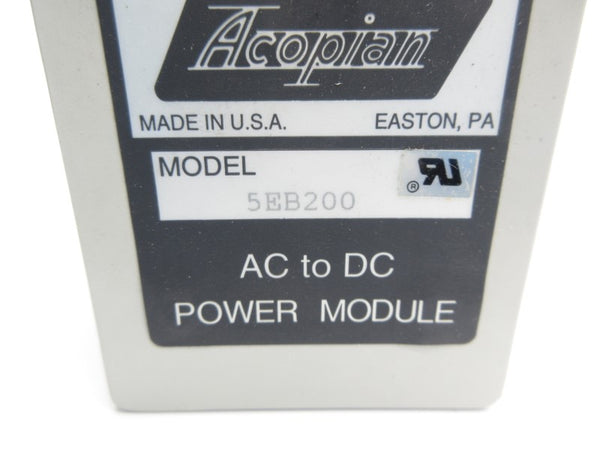 Acopian
MADE IN U.S.A. EASTON, PA
MODEL
5EB200
AC to DC
POWER MODULE